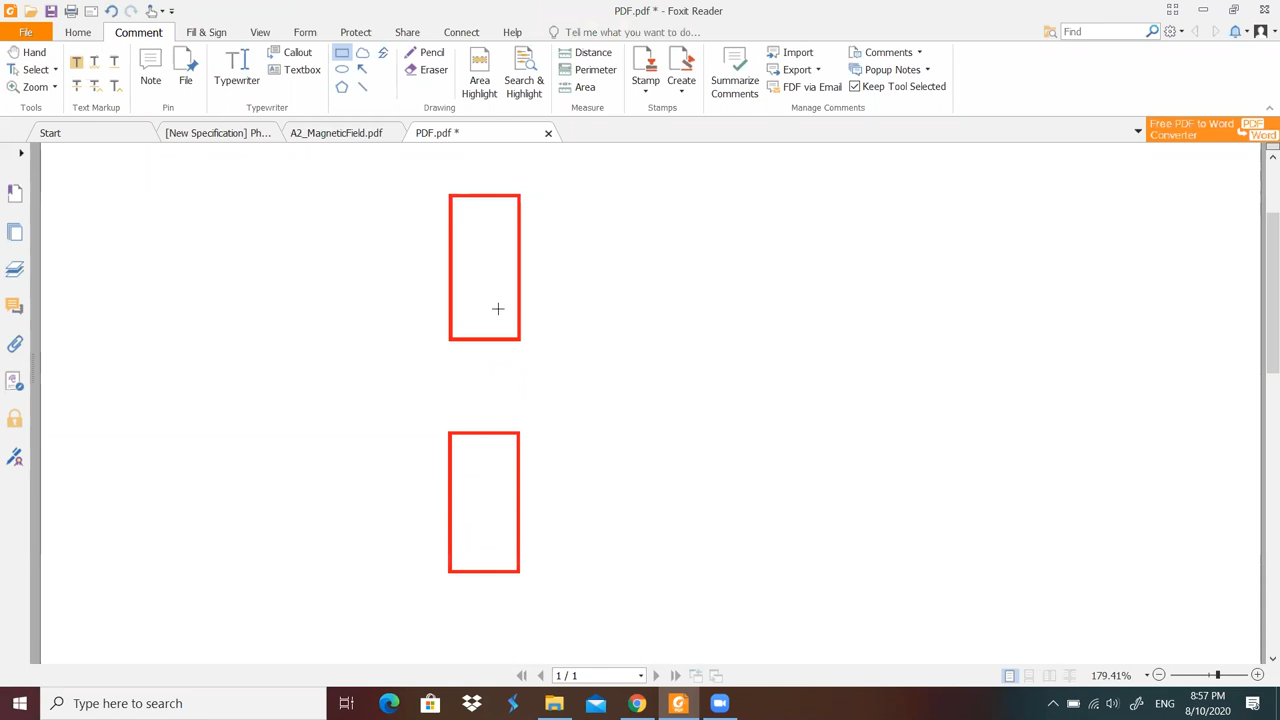 PDF.pdf * - Foxit Reader
File Home Comment View Fill & Sign Form Protect Share Connect Help Tell me what you want to do... Find
Hand
Select
Zoom
Tools
T T T
T T T
Text Markup
Note
File
Pin
Typewriter
Callout
Textbox
Typewriter
Pencil
Eraser
Drawing
Area Highlight
Search & Highlight
Distance
Perimeter
Area
Measure
Stamp
Create
Stamps
Summarize Comments
Import
Export
FDF via Email
Comments
Popup Notes
Keep Tool Selected
Manage Comments
Start
[New Specification] Ph...
A2_MagneticField.pdf
PDF.pdf *
Free PDF to Word Converter
PDF
Word
1 / 1
179.41%
Type here to search
ENG
8:57 PM
8/10/2020